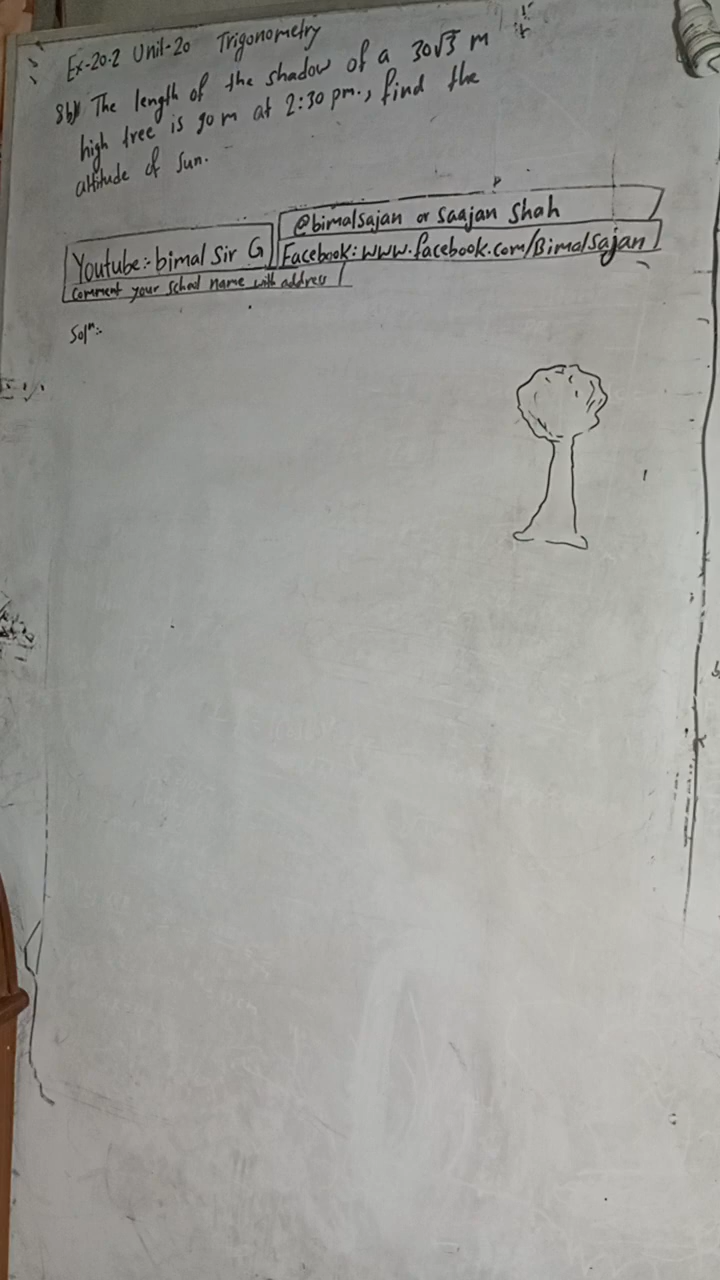 Ex-20.2 Unit-20 Trigonometry
8b) The length of the shadow of a 30√3 m
high tree is 90 m at 2:30 pm., find the
altitude of sun.
@bimalsajan or Saajan Shah
Youtube:- bimal Sir G
Facebook: www.facebook.com/Bimalsajan
Comment your school name with address
Solⁿ:-